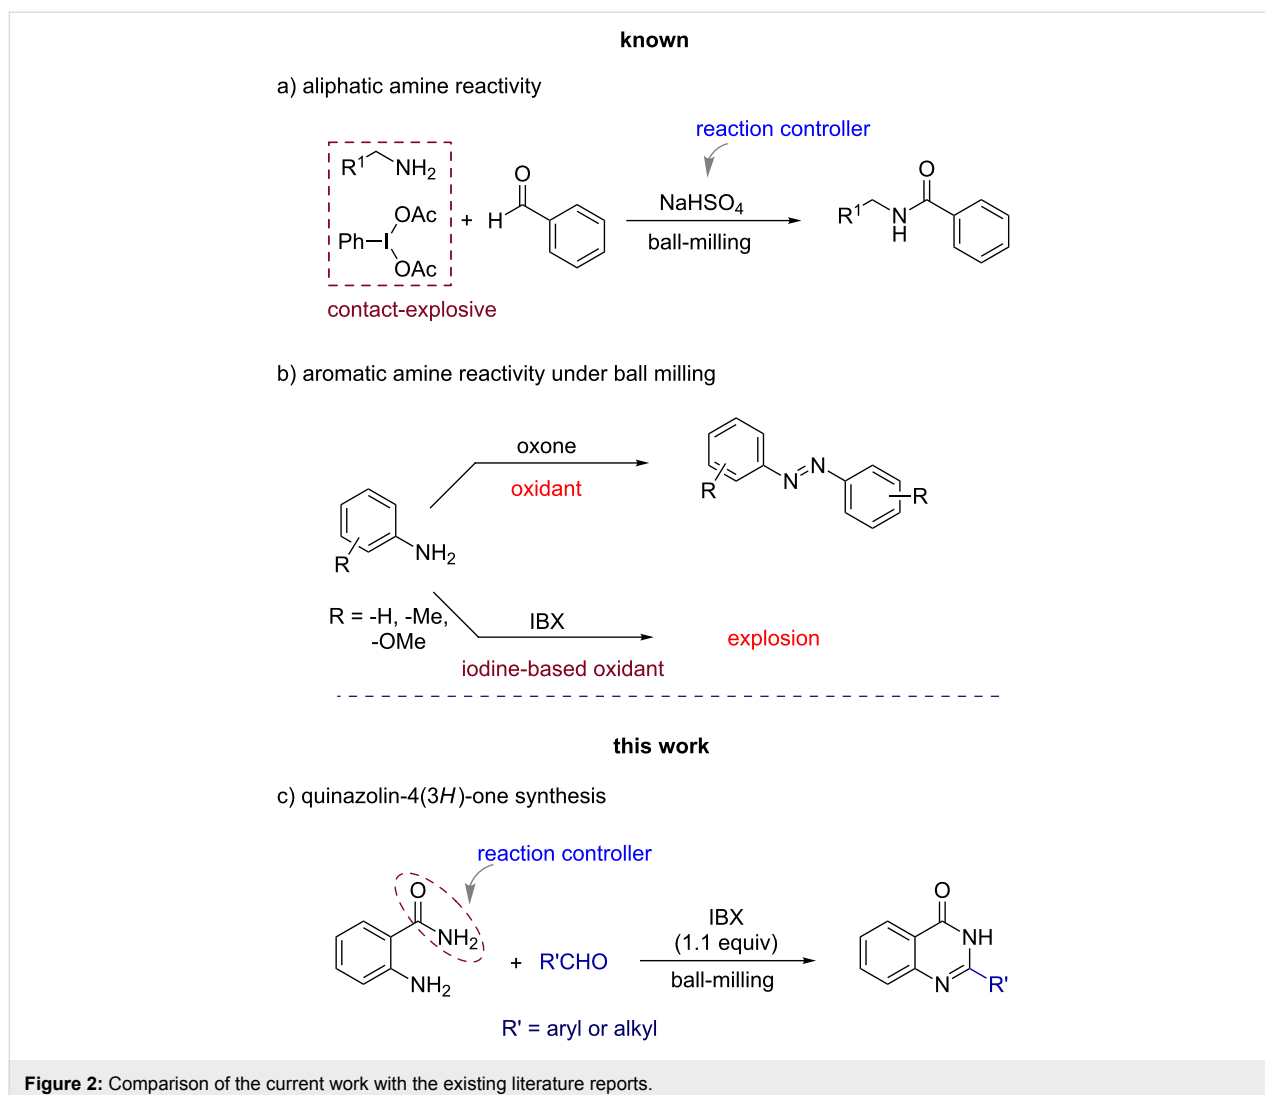 known
a) aliphatic amine reactivity
reaction controller
R1 NH2
O
H
Ph I OAc OAc
+
NaHSO4
ball-milling
O
R1 N H
contact-explosive
b) aromatic amine reactivity under ball milling
oxone
oxidant
R N N R
NH2
R
R = -H, -Me,
-OMe
IBX
iodine-based oxidant
explosion
this work
c) quinazolin-4(3H)-one synthesis
reaction controller
O
NH2
NH2
+ R'CHO
IBX
(1.1 equiv)
ball-milling
O
NH
N R'
R' = aryl or alkyl
Figure 2: Comparison of the current work with the existing literature reports.